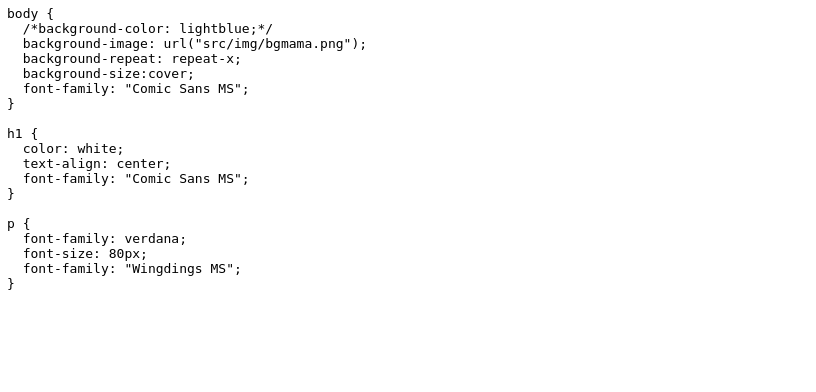 body {
  /*background-color: lightblue;*/
  background-image: url("src/img/bgmama.png");
  background-repeat: repeat-x;
  background-size:cover;
  font-family: "Comic Sans MS";
}

h1 {
  color: white;
  text-align: center;
  font-family: "Comic Sans MS";
}

p {
  font-family: verdana;
  font-size: 80px;
  font-family: "Wingdings MS";
}